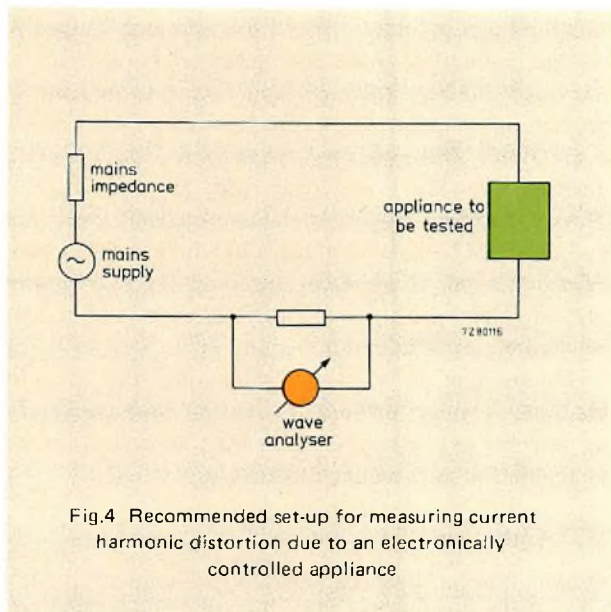 mains
impedance
mains
supply
appliance to
be tested
7Z80116
wave
analyser
Fig.4 Recommended set-up for measuring current
harmonic distortion due to an electronically
controlled appliance